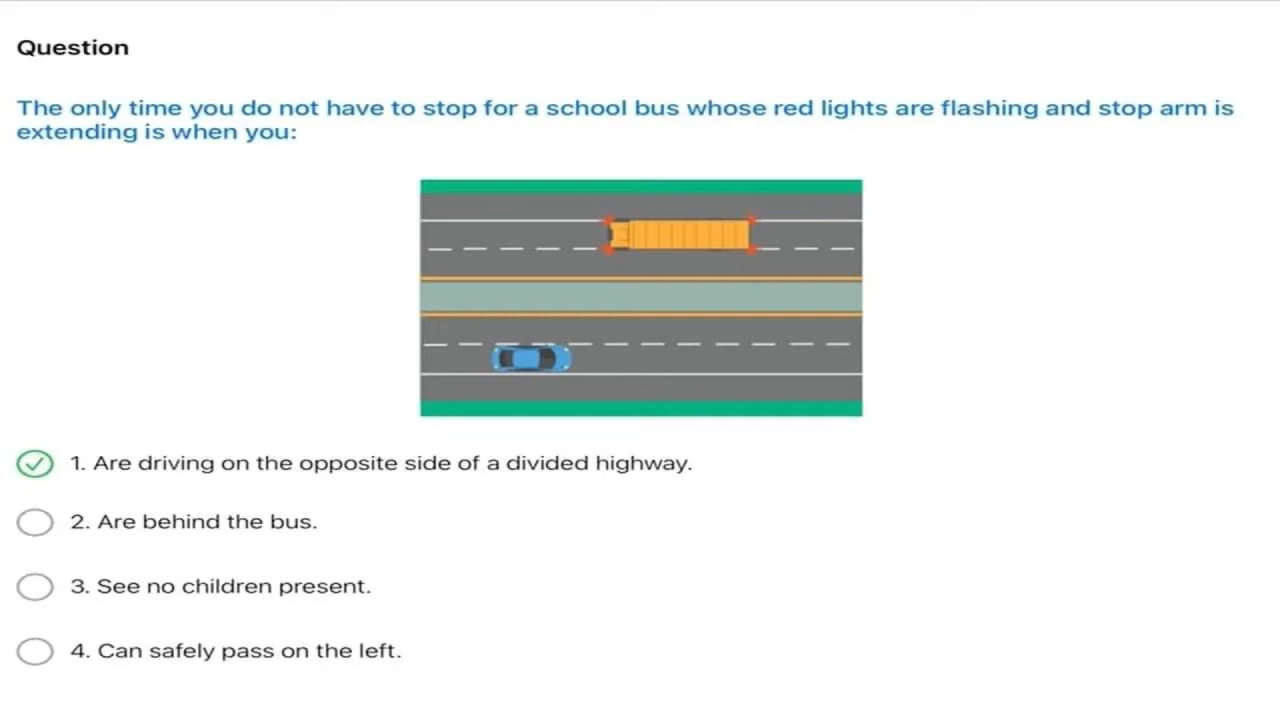 Question
The only time you do not have to stop for a school bus whose red lights are flashing and stop arm is
extending is when you:
1. Are driving on the opposite side of a divided highway.
2. Are behind the bus.
3. See no children present.
4. Can safely pass on the left.